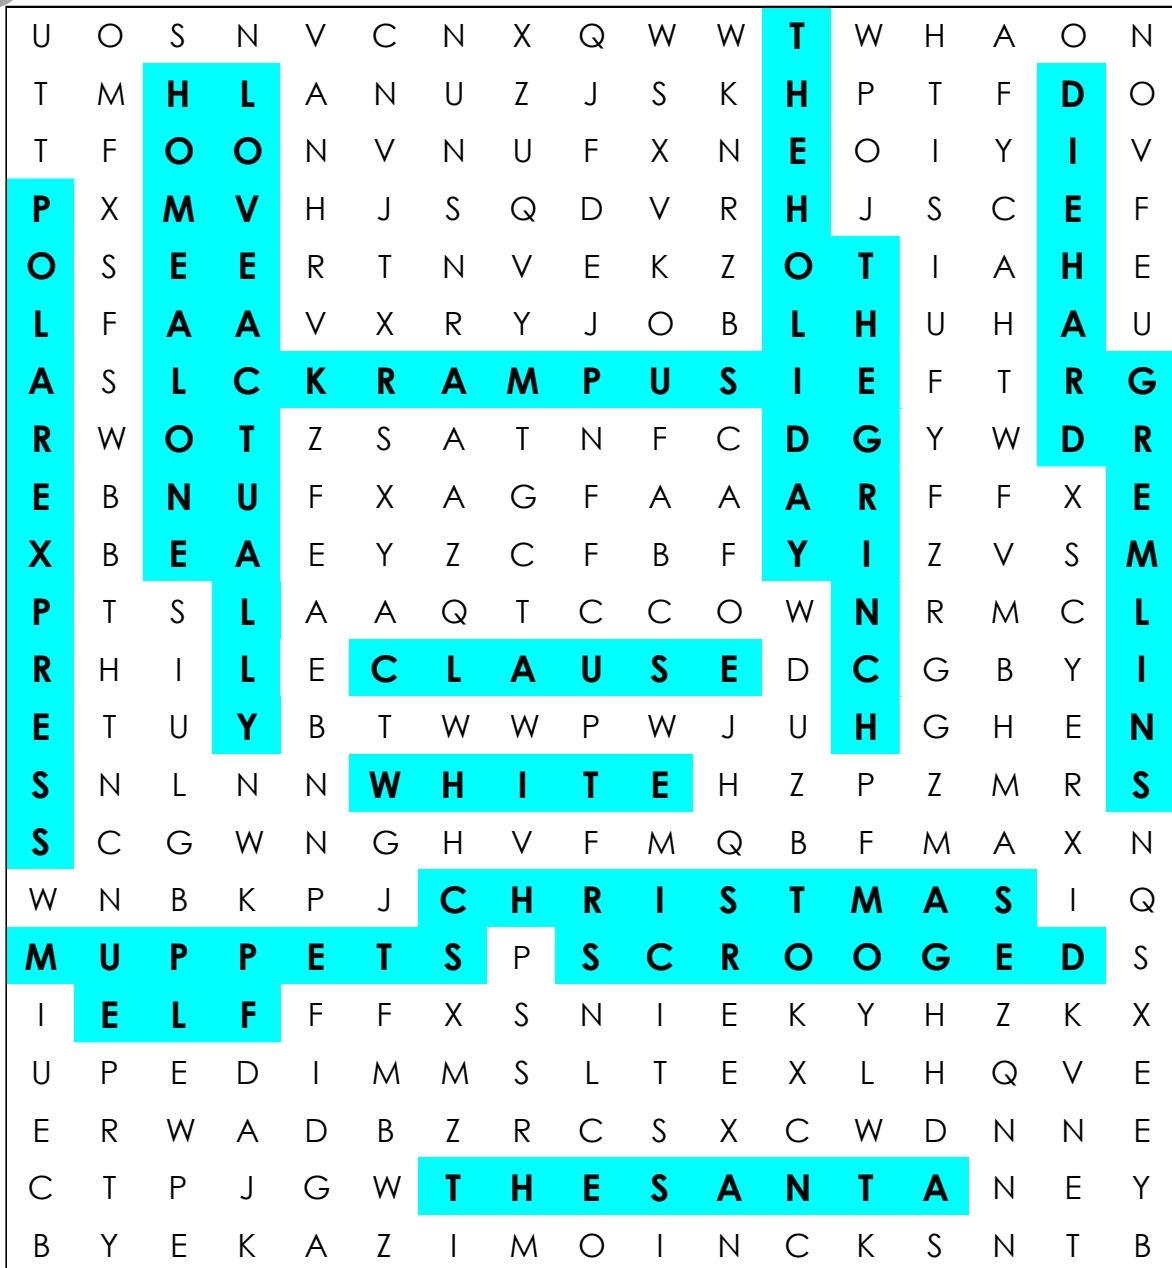 U O S N V C N X Q W W T W H A O N
T M H L A N U Z J S K H P T F D O
T F O O N V N U F X N E O I Y I V
P X M V H J S Q D V R H J S C E F
O S E E R T N V E K Z O T I A H E
L F A A V X R Y J O B L H U H A U
A S L C K R A M P U S I E F T R G
R W O T Z S A T N F C D G Y W D R
E B N U F X A G F A A A R F F X E
X B E A E Y Z C F B F Y I Z V S M
P T S L A A Q T C C O W N R M C L
R H I L E C L A U S E D C G B Y I
E T U Y B T W W P W J U H G H E N
S N L N N W H I T E H Z P Z M R S
S C G W N G H V F M Q B F M A X N
W N B K P J C H R I S T M A S I Q
M U P P E T S P S C R O O G E D S
I E L F F F X S N I E K Y H Z K X
U P E D I M M S L T E X L H Q V E
E R W A D B Z R C S X C W D N N E
C T P J G W T H E S A N T A N E Y
B Y E K A Z I M O I N C K S N T B